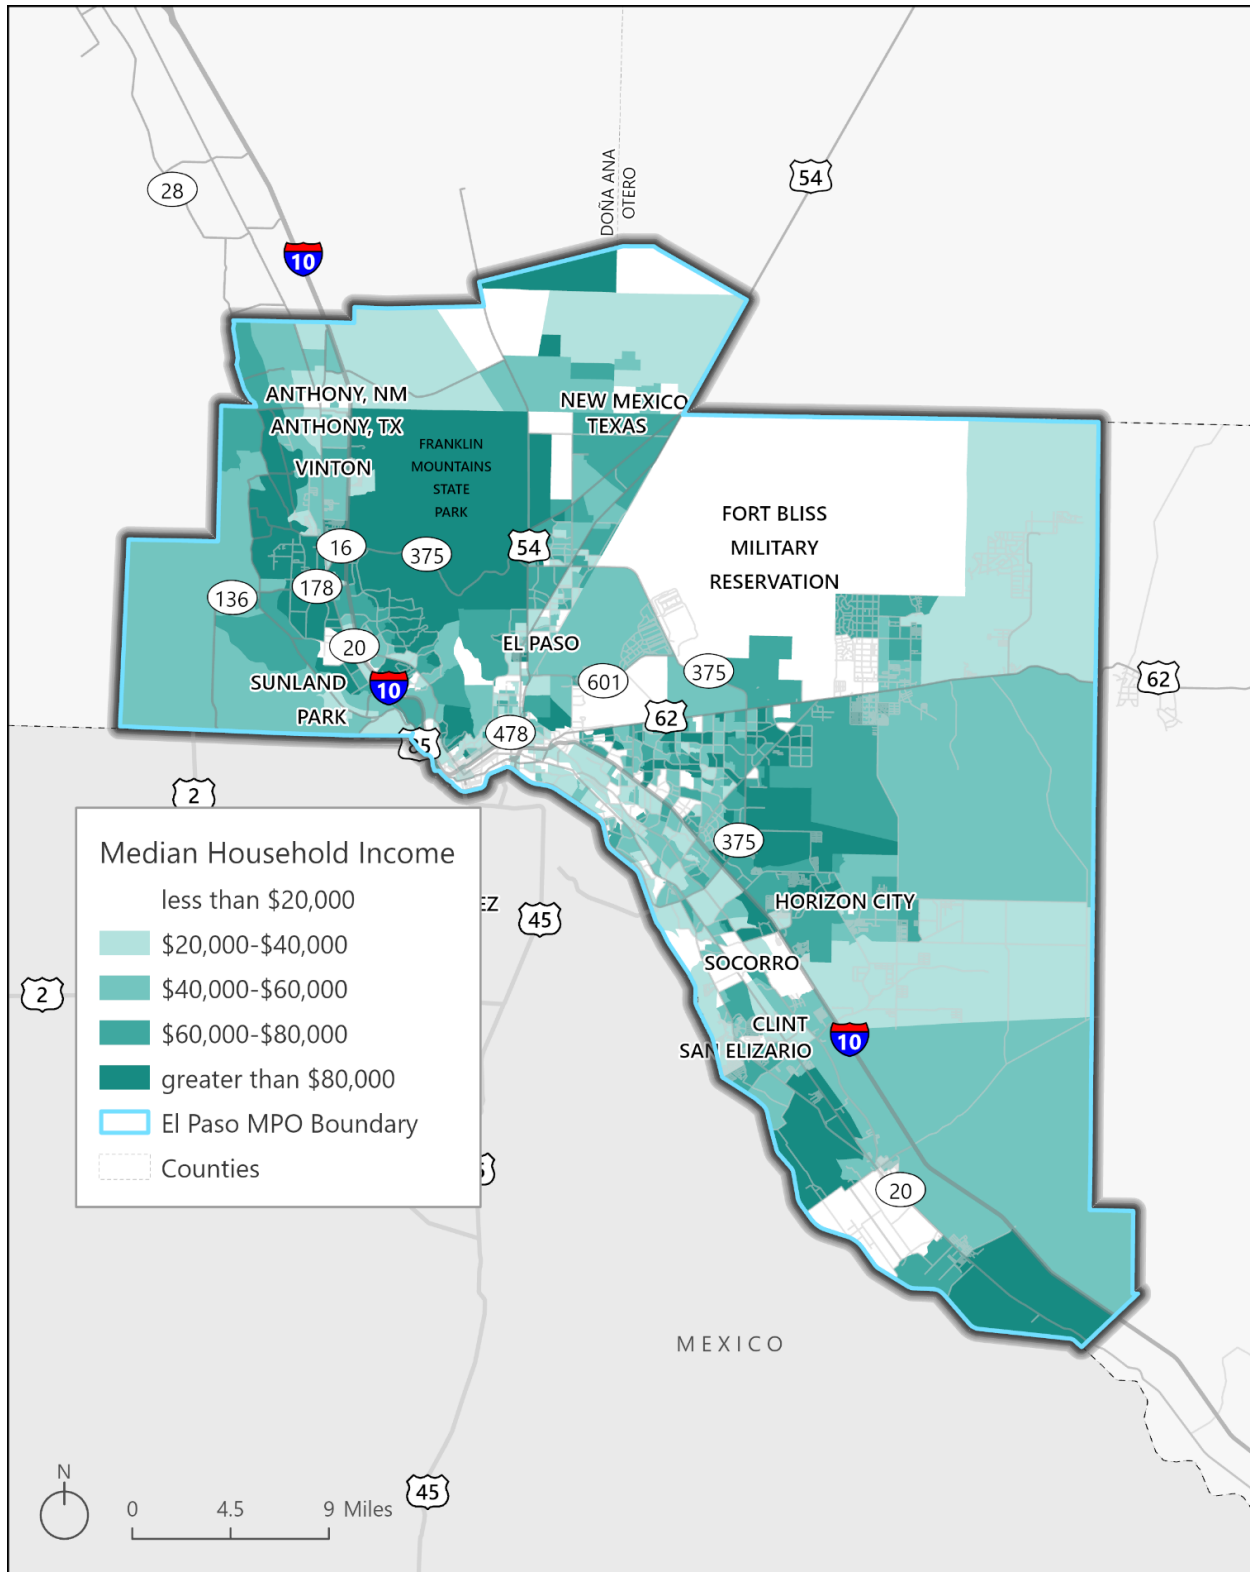 DOÑA ANA
OTERO
54
28
10
ANTHONY, NM
ANTHONY, TX
VINTON
NEW MEXICO
TEXAS
FRANKLIN
MOUNTAINS
STATE
PARK
FORT BLISS
MILITARY
RESERVATION
54
16
375
178
136
20
EL PASO
SUNLAND
PARK
10
601
375
62
62
478
85
2
375
HORIZON CITY
EZ
45
SOCORRO
2
CLINT
SAN ELIZARIO
10
20
Median Household Income
less than $20,000
$20,000-$40,000
$40,000-$60,000
$60,000-$80,000
greater than $80,000
El Paso MPO Boundary
Counties
MEXICO
45
N
0 4.5 9 Miles